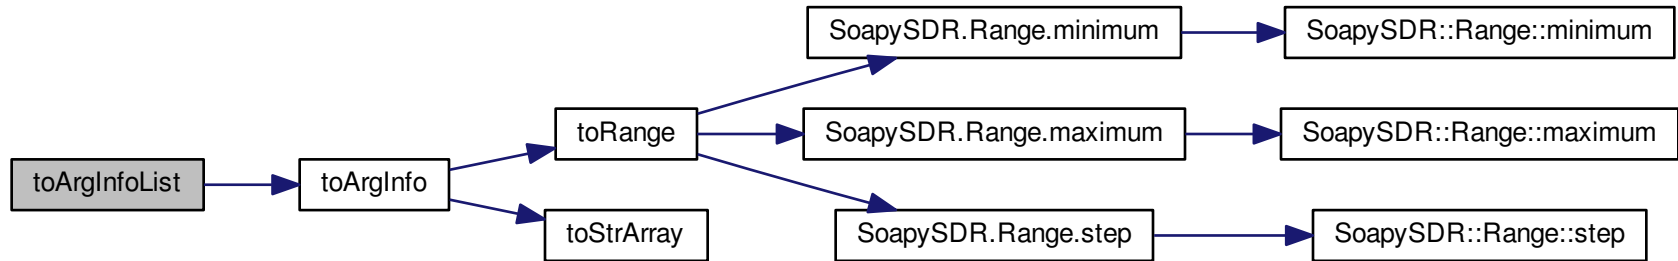 SoapySDR.Range.minimum
SoapySDR::Range::minimum
toRange
SoapySDR.Range.maximum
SoapySDR::Range::maximum
toArgInfoList
toArgInfo
toStrArray
SoapySDR.Range.step
SoapySDR::Range::step